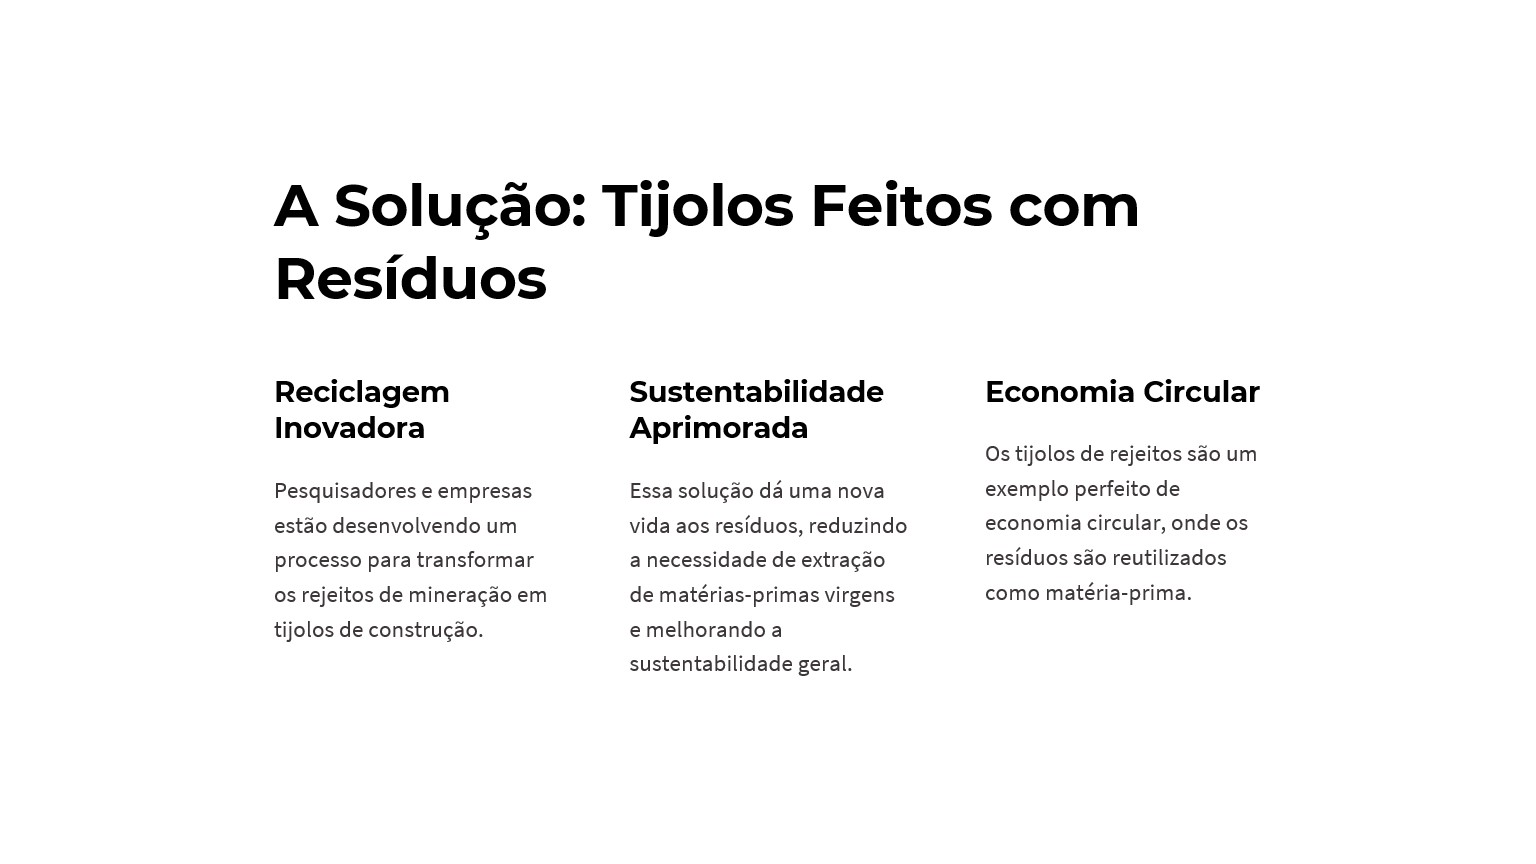 A Solução: Tijolos Feitos com
Resíduos
Reciclagem
Inovadora
Pesquisadores e empresas
estão desenvolvendo um
processo para transformar
os rejeitos de mineração em
tijolos de construção.
Sustentabilidade
Aprimorada
Essa solução dá uma nova
vida aos resíduos, reduzindo
a necessidade de extração
de matérias-primas virgens
e melhorando a
sustentabilidade geral.
Economia Circular
Os tijolos de rejeitos são um
exemplo perfeito de
economia circular, onde os
resíduos são reutilizados
como matéria-prima.